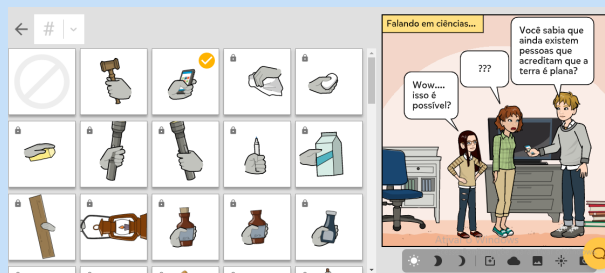 #
Falando em ciências...
Você sabia que
ainda existem
pessoas que
acreditam que a
terra é plana?
???
Wow....
isso é
possível?